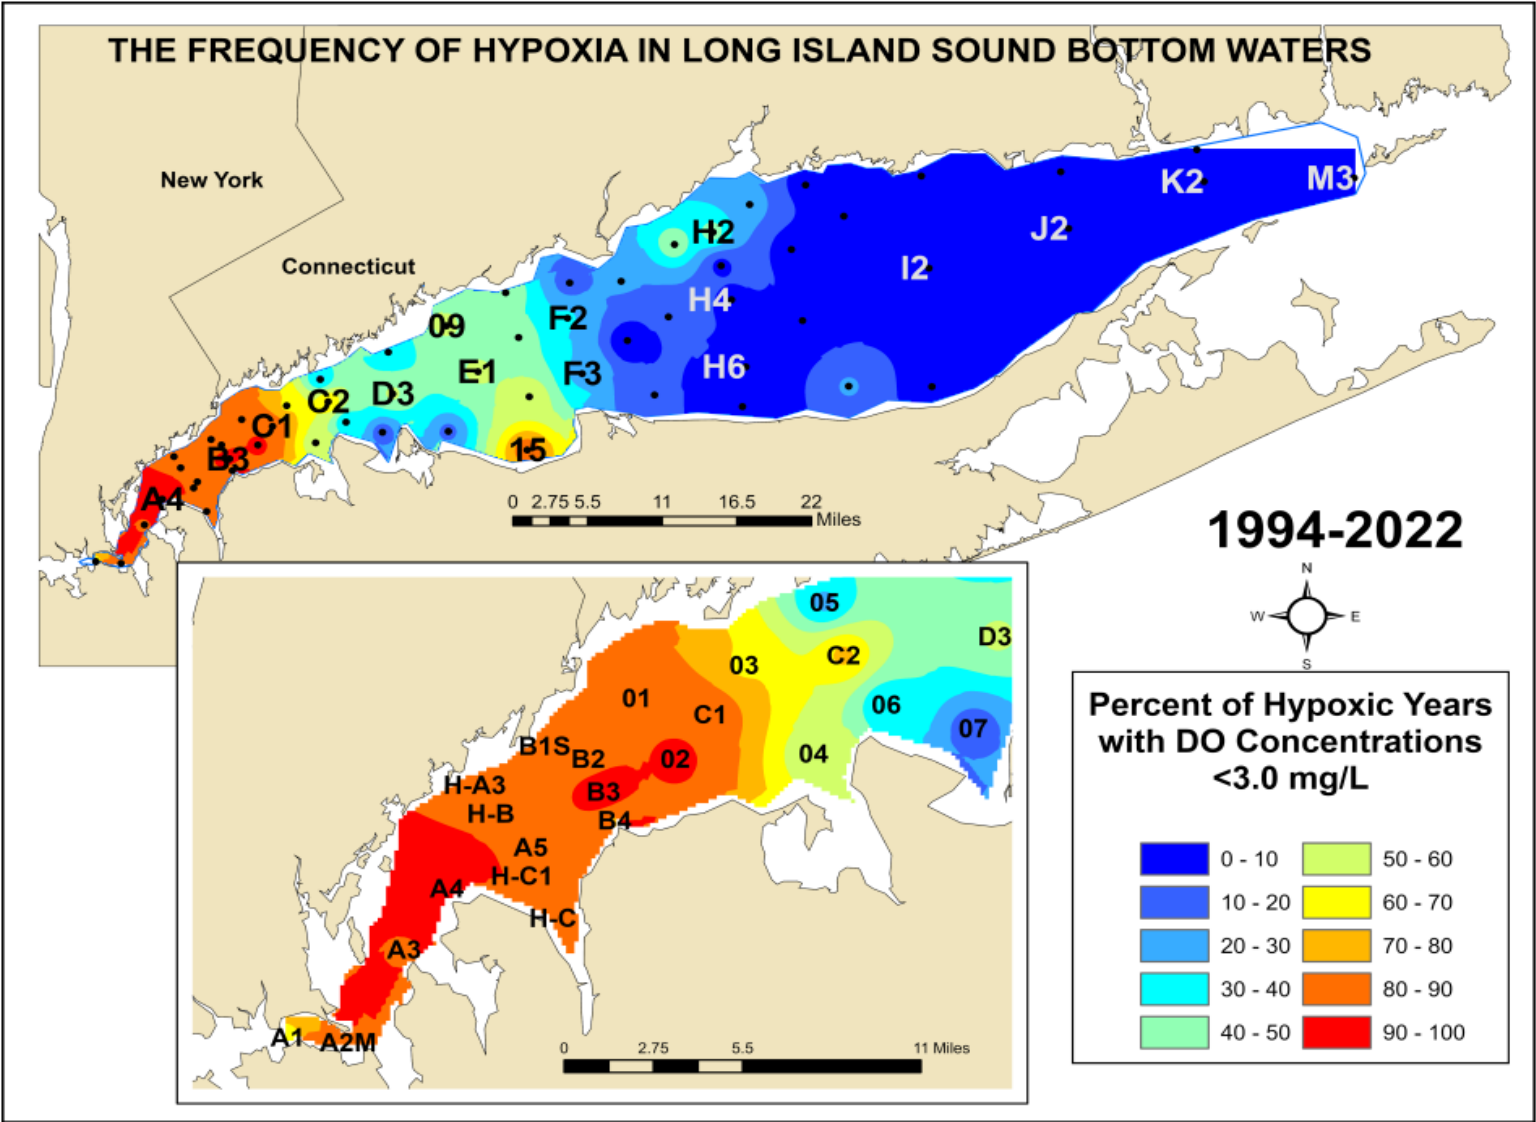 THE FREQUENCY OF HYPOXIA IN LONG ISLAND SOUND BOTTOM WATERS
New York
Connecticut
K2
M3
H2
J2
I2
H4
09
F2
E1
F3
H6
D3
C2
C1
15
B3
A4
0 2.75 5.5 11 16.5 22
Miles
1994-2022
N
W E
S
05
D3
03
C2
01
C1
06
07
B1S
B2
02
04
H-A3
B3
H-B
B4
A5
H-C1
A4
H-C
A3
A1
A2M
0 2.75 5.5 11 Miles
Percent of Hypoxic Years
with DO Concentrations
<3.0 mg/L
0 - 10
50 - 60
10 - 20
60 - 70
20 - 30
70 - 80
30 - 40
80 - 90
40 - 50
90 - 100